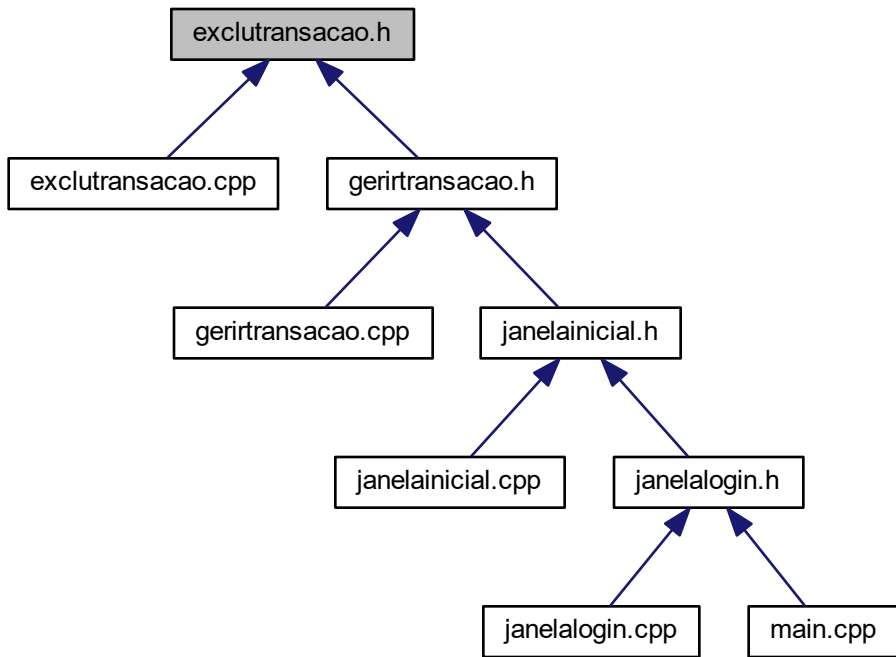 exclutransacao.h
exclutransacao.cpp
gerirtransacao.h
gerirtransacao.cpp
janelainicial.h
janelainicial.cpp
janelalogin.h
janelalogin.cpp
main.cpp